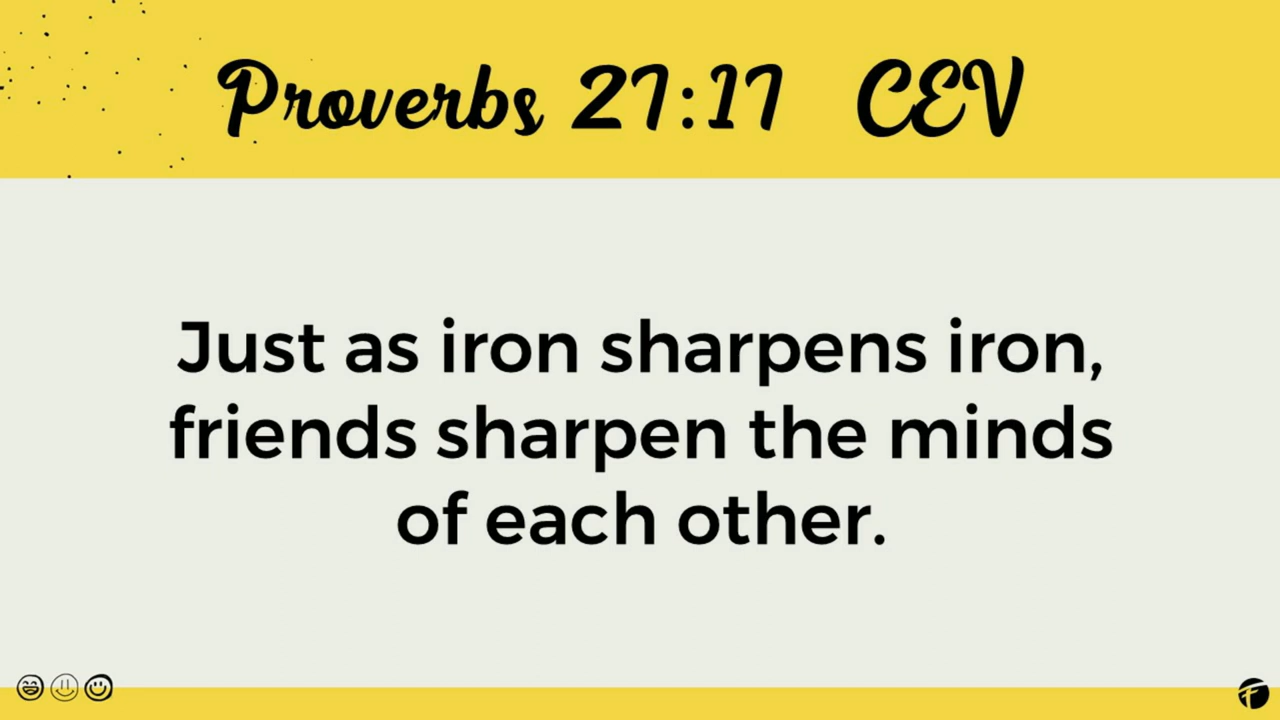 Proverbs 27:17 CEV
Just as iron sharpens iron,
friends sharpen the minds
of each other.